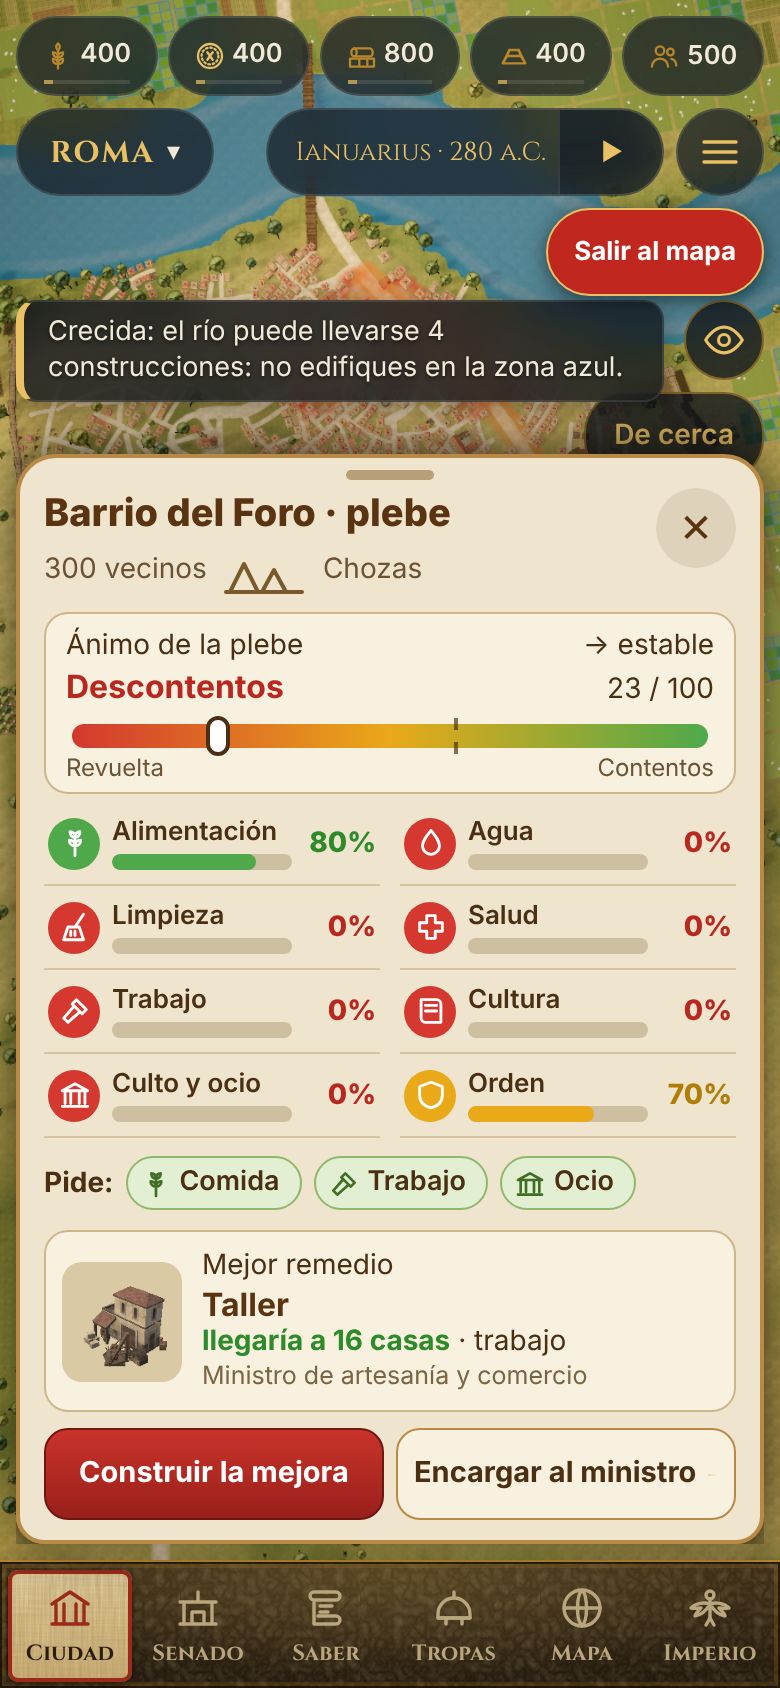 400 400 800 400 500
ROMA ▾ Ianuarius · 280 a.C.
Salir al mapa
Crecida: el río puede llevarse 4
construcciones: no edifiques en la zona azul.
De cerca
Barrio del Foro · plebe
300 vecinos Chozas
Ánimo de la plebe → estable
Descontentos 23 / 100
Revuelta Contentos
Alimentación 80% Agua 0%
Limpieza 0% Salud 0%
Trabajo 0% Cultura 0%
Culto y ocio 0% Orden 70%
Pide: Comida Trabajo Ocio
Mejor remedio
Taller
llegaría a 16 casas · trabajo
Ministro de artesanía y comercio
Construir la mejora Encargar al ministro
Ciudad Senado Saber Tropas Mapa Imperio